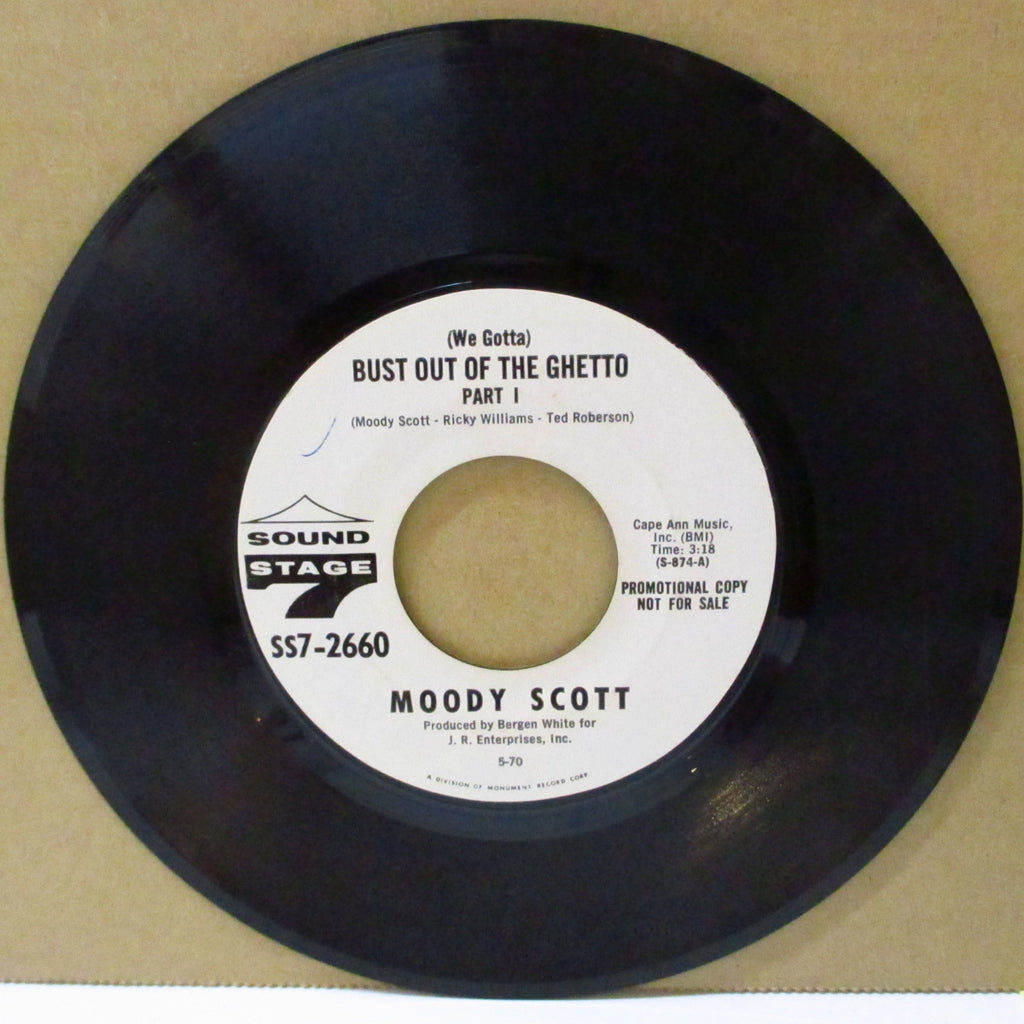 (We Gotta)
BUST OUT OF THE GHETTO
PART I
(Moody Scott - Ricky Williams - Ted Roberson)
SOUND
STAGE
7
SS7-2660
Cape Ann Music,
Inc. (BMI)
Time: 3:18
(S-874-A)
PROMOTIONAL COPY
NOT FOR SALE
MOODY SCOTT
Produced by Bergen White for
J. R. Enterprises, Inc.
5-70
A DIVISION OF MONUMENT RECORD CORP.